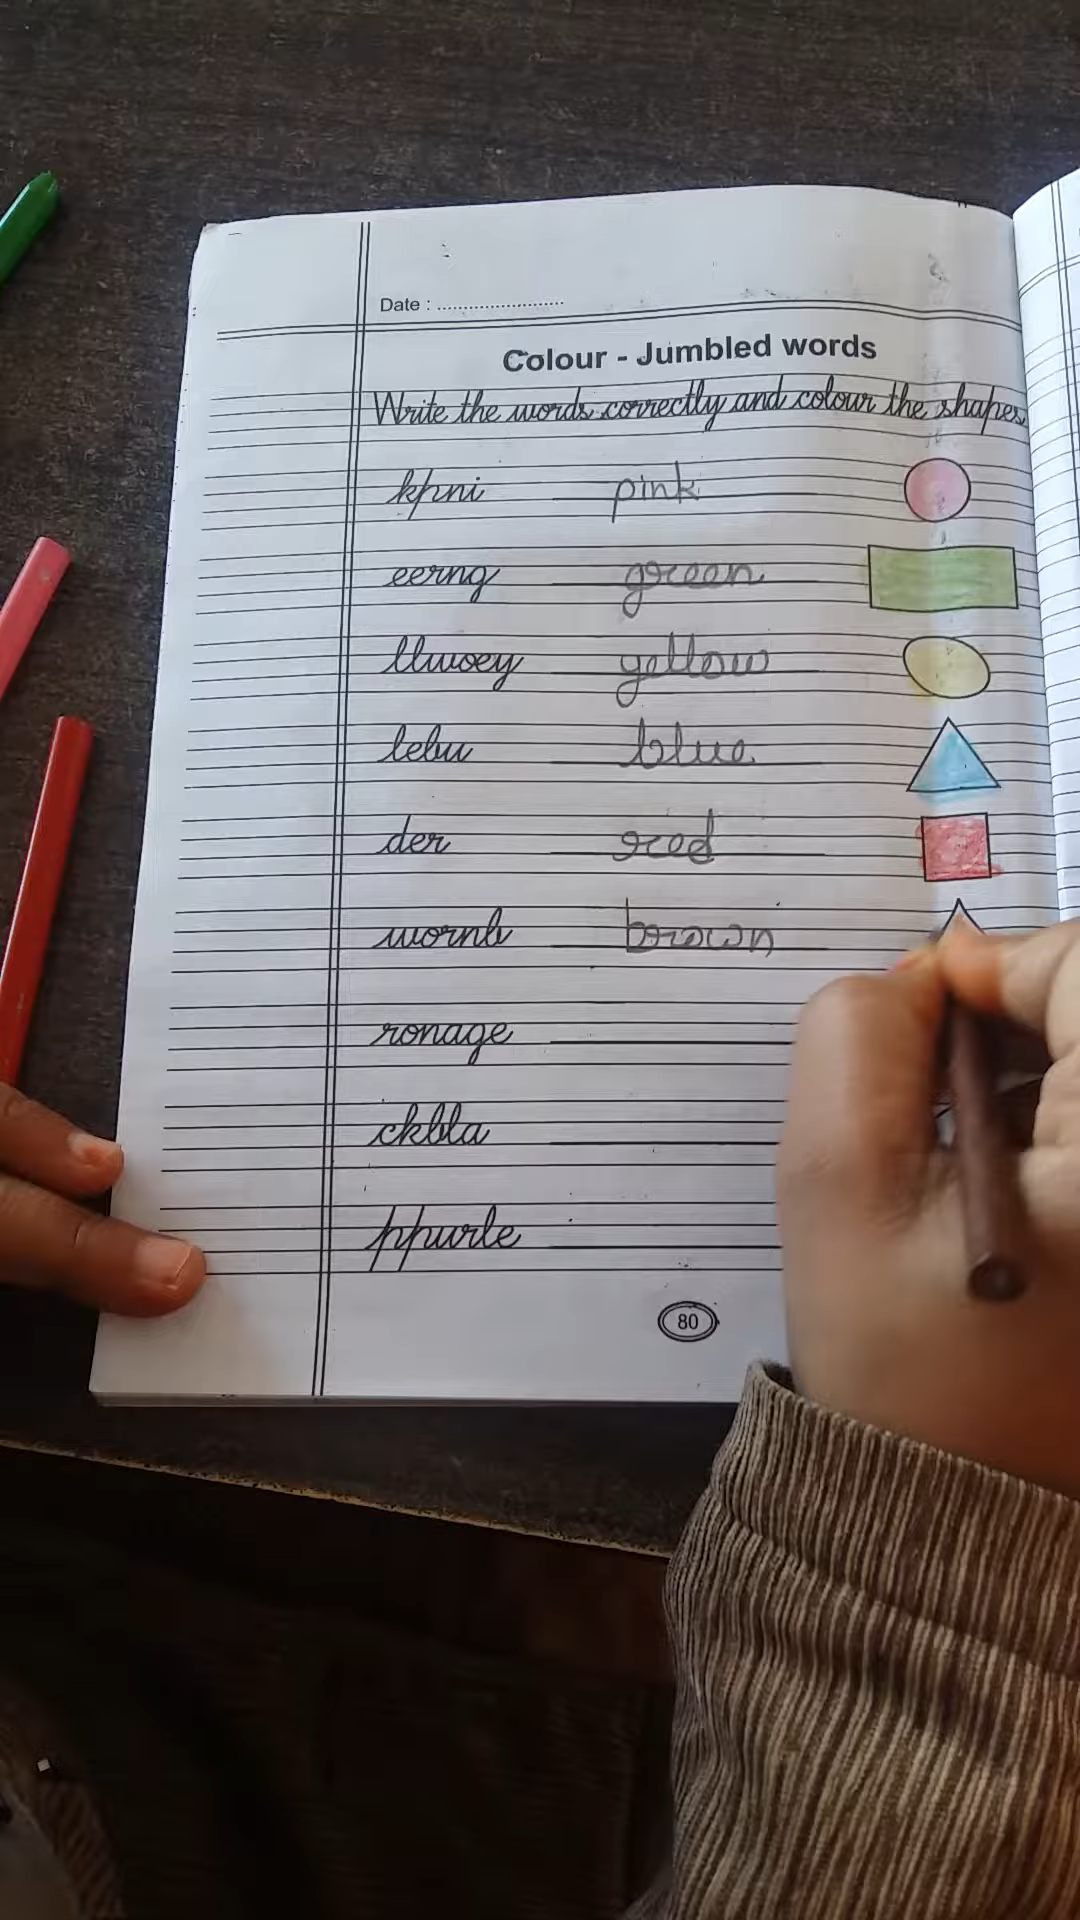 Date : ........................
Colour - Jumbled words
Write the words correctly and colour the shapes
kpni pink
eerng green
llwoey yellow
lebu blue
der red
wornb brown
ronage
ckbla
ppurle
80